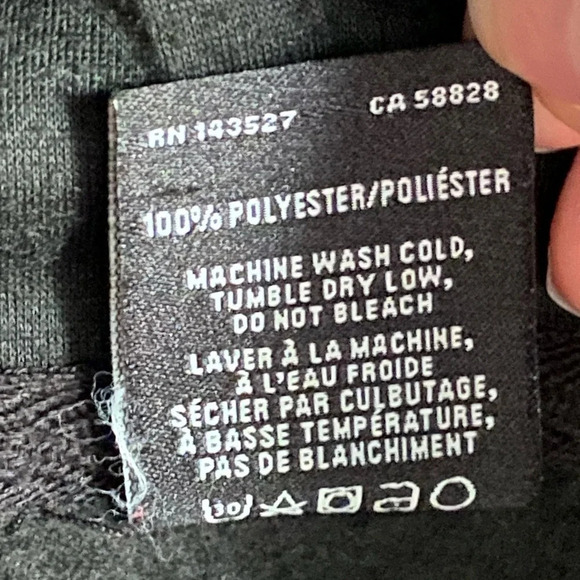 RN 143527 CA 58828
100% POLYESTER/POLIÉSTER
MACHINE WASH COLD,
TUMBLE DRY LOW,
DO NOT BLEACH
LAVER À LA MACHINE,
À L'EAU FROIDE
SÉCHER PAR CULBUTAGE,
À BASSE TEMPÉRATURE,
PAS DE BLANCHIMENT
30